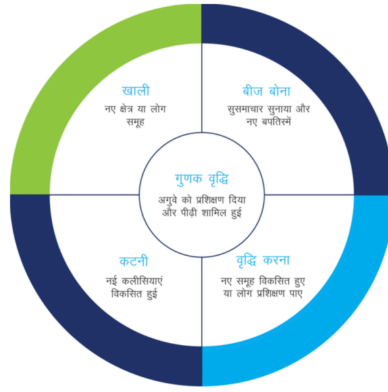 खाली
नए क्षेत्र या लोग
समूह
बीज बोना
सुसमाचार सुनाया और
नए बपतिस्में
गुणक वृद्धि
अगुवे को प्रशिक्षण दिया
और पीढ़ी शामिल हुई
कटनी
नई कलीसियाएं
विकसित हुई
वृद्धि करना
नए समूह विकसित हुए
या लोग प्रशिक्षण पाए